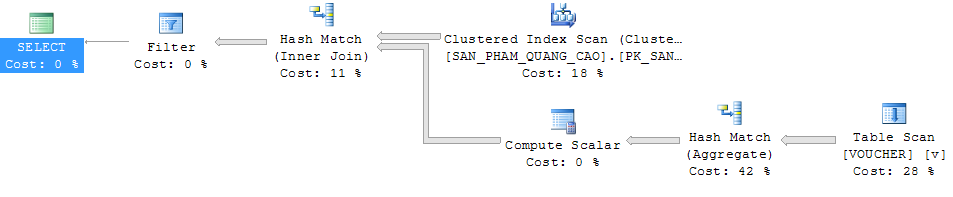 SELECT
Cost: 0 %
Filter
Cost: 0 %
Hash Match
(Inner Join)
Cost: 11 %
Clustered Index Scan (Cluste…
[SAN_PHAM_QUANG_CAO].[PK_SAN…
Cost: 18 %
Compute Scalar
Cost: 0 %
Hash Match
(Aggregate)
Cost: 42 %
Table Scan
[VOUCHER] [v]
Cost: 28 %